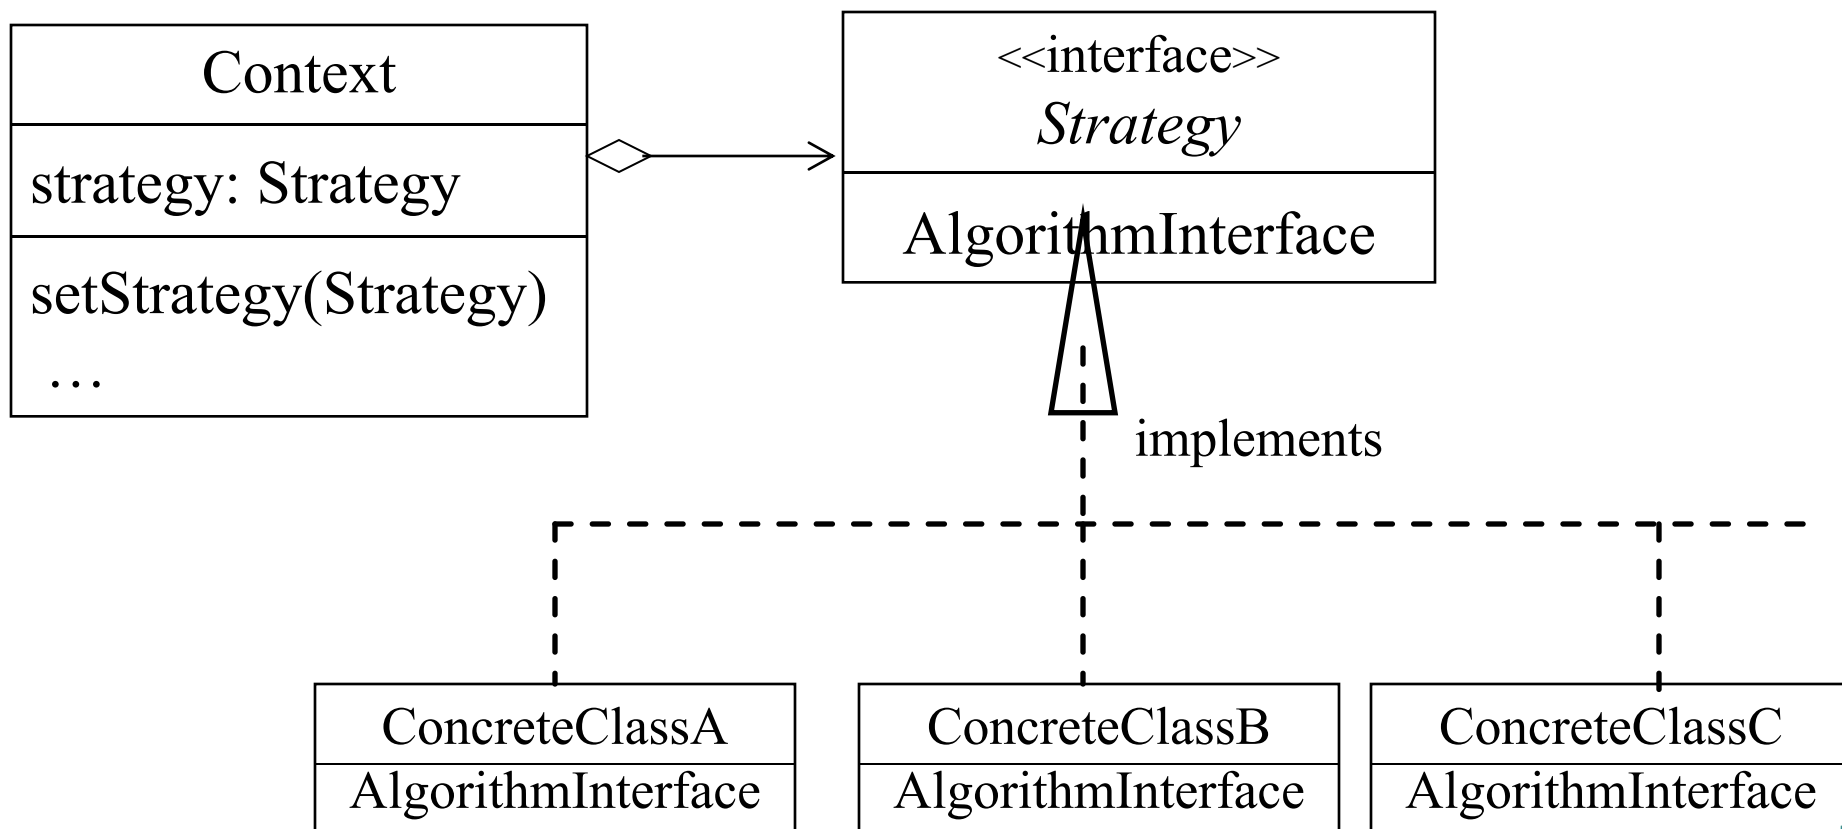 Context
strategy: Strategy
setStrategy(Strategy)
…
<<interface>>
Strategy
AlgorithmInterface
implements
ConcreteClassA
AlgorithmInterface
ConcreteClassB
AlgorithmInterface
ConcreteClassC
AlgorithmInterface